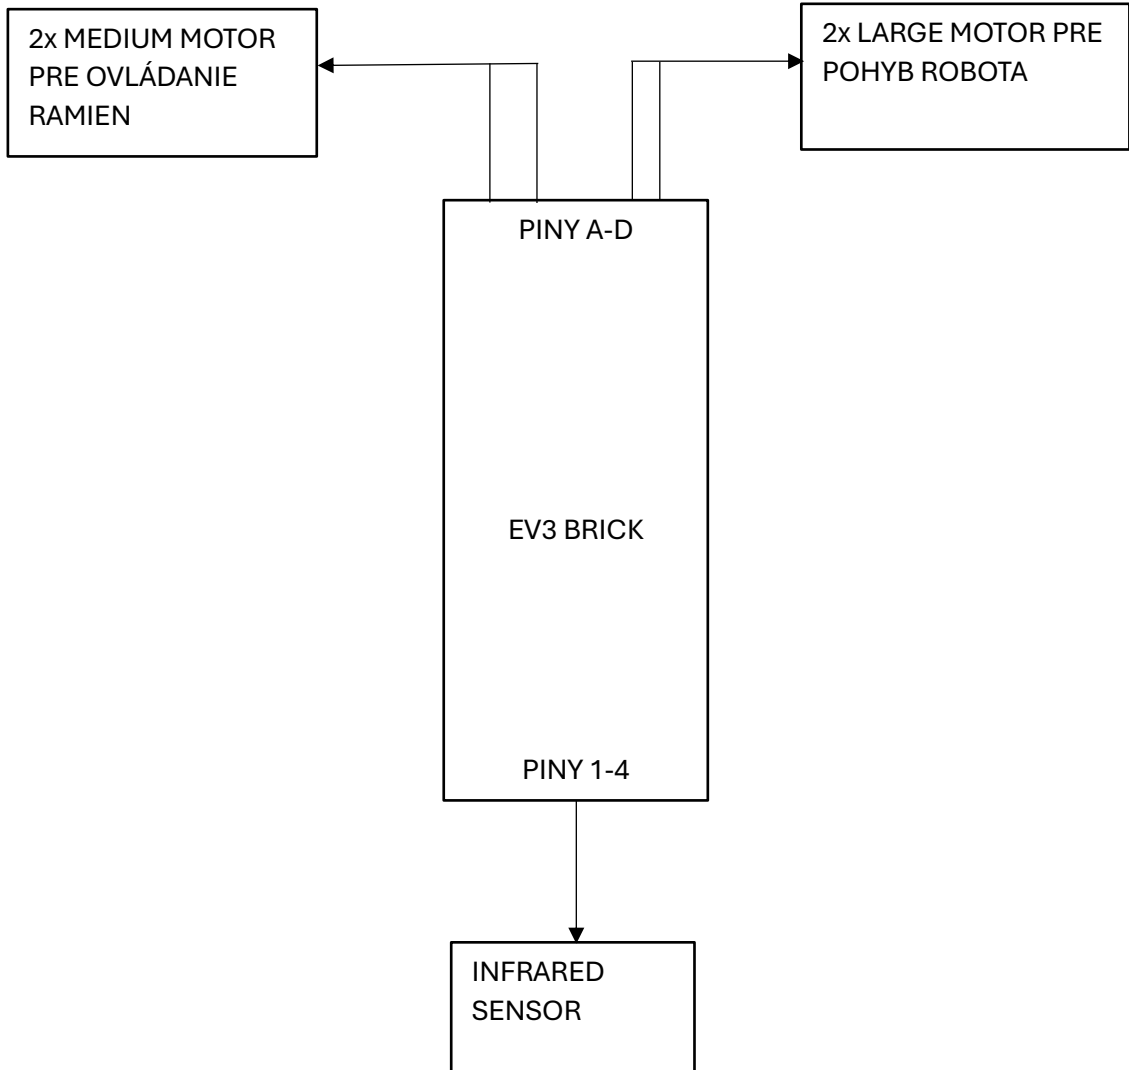 2x MEDIUM MOTOR
PRE OVLÁDANIE
RAMIEN
2x LARGE MOTOR PRE
POHYB ROBOTA
PINY A-D
EV3 BRICK
PINY 1-4
INFRARED
SENSOR